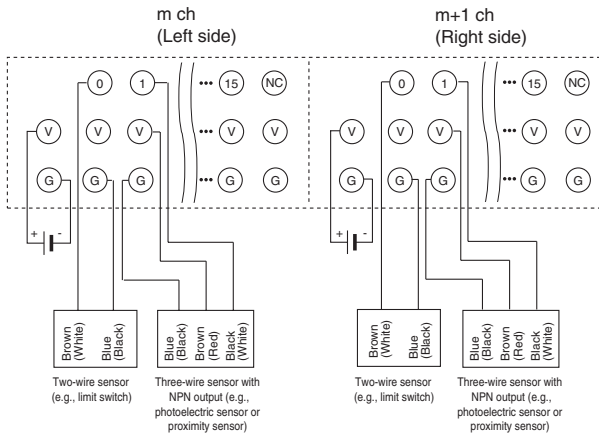 m ch
(Left side)
m+1 ch
(Right side)
0 1 ••• 15 NC
0 1 ••• 15 NC
V V V ••• V V
V V V ••• V V
G G G ••• G G
G G G ••• G G
+ -
+ -
Brown
(White)
Blue
(Black)
Blue
(Black)
Brown
(Red)
Black
(White)
Brown
(White)
Blue
(Black)
Blue
(Black)
Brown
(Red)
Black
(White)
Two-wire sensor
(e.g., limit switch)
Three-wire sensor with
NPN output (e.g.,
photoelectric sensor or
proximity sensor)
Two-wire sensor
(e.g., limit switch)
Three-wire sensor with
NPN output (e.g.,
photoelectric sensor or
proximity sensor)